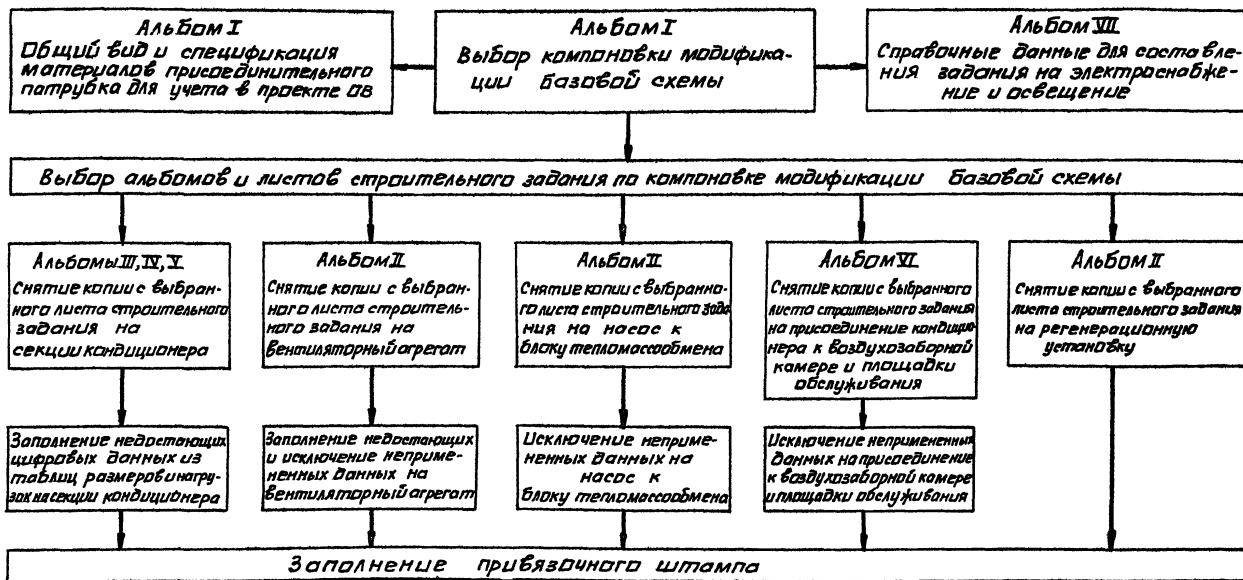 Альбом I
Общий вид и спецификация
материалов присоединительного
патрубка для учета в проекте ОВ
Альбом I
Выбор компоновки модифика-
ции базовой схемы
Альбом VII
Справочные данные для составле-
ния задания на электроснабже-
ние и освещение
Выбор альбомов и листов строительного задания по компоновке модификации базовой схемы
Альбомы III, IV, V
Снятие копии с выбран-
ного листа строительного
задания на
секции кондиционера
Альбом II
Снятие копии с выбран-
ного листа строитель-
ного задания на
вентиляторный агрегат
Альбом II
Снятие копии с выбранно-
го листа строительного зада
ния на насос к
блоку тепломассообмена
Альбом VI
Снятие копии с выбранного
листа строительного задания
на присоединение кондицио-
нера к воздухозаборной
камере и площадки
обслуживания
Альбом II
Снятие копии с выбранного
листа строительного задания
на регенерационную
установку
Заполнение недостающих
цифровых данных из
таблиц размеров и нагру-
зок на секции кондиционера
Заполнение недостающих
и исключение неприме-
ненных данных на
вентиляторный агрегат
Исключение неприме-
ненных данных на
насос к
блоку тепломассообмена
Исключение непримененных
данных на присоединение
к воздухозаборной камере
и площадки обслуживания
Заполнение привязочного штампа